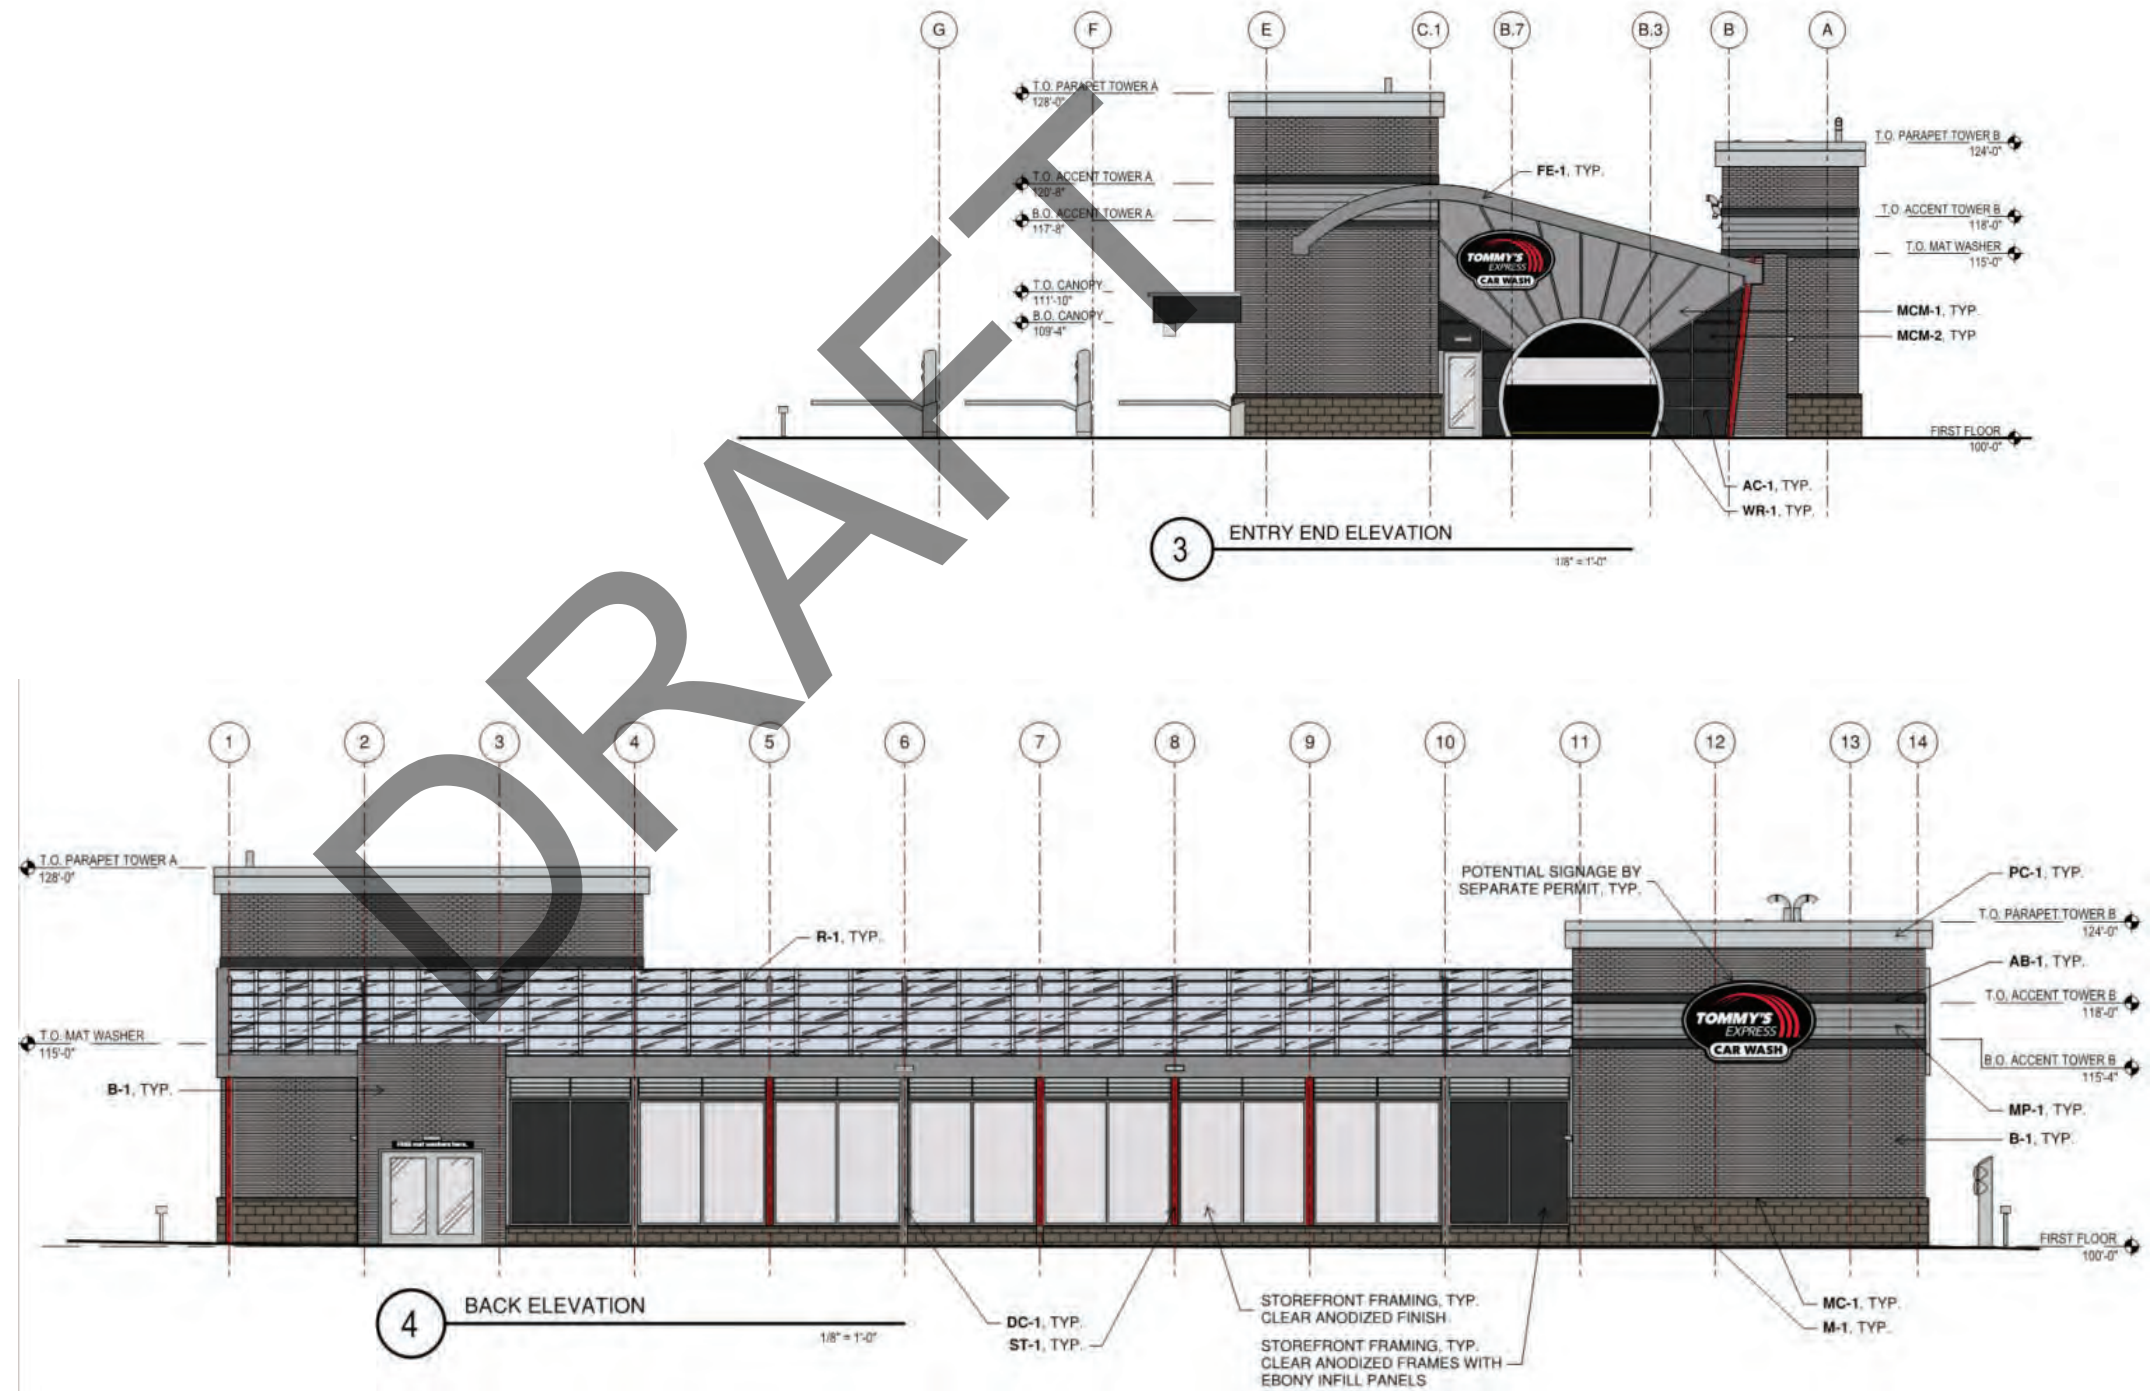 G F E C.1 B.7 B.3 B A
T.O. PARAPET TOWER A
128'-0"
T.O. PARAPET TOWER B
124'-0"
FE-1, TYP.
T.O. ACCENT TOWER A
120'-8"
B.O. ACCENT TOWER A
117'-8"
T.O. ACCENT TOWER B
118'-0"
T.O. MAT WASHER
115'-0"
TOMMY'S
EXPRESS
CAR WASH
T.O. CANOPY
111'-10"
B.O. CANOPY
109'-4"
MCM-1, TYP.
MCM-2, TYP
FIRST FLOOR
100'-0"
AC-1, TYP.
WR-1, TYP.
3 ENTRY END ELEVATION
1/8" = 1'-0"
DRAFT
1 2 3 4 5 6 7 8 9 10 11 12 13 14
T.O. PARAPET TOWER A
128'-0"
POTENTIAL SIGNAGE BY
SEPARATE PERMIT, TYP.
PC-1, TYP.
T.O. PARAPET TOWER B
124'-0"
R-1, TYP.
AB-1, TYP.
T.O. ACCENT TOWER B
118'-0"
TOMMY'S
EXPRESS
CAR WASH
T.O. MAT WASHER
115'-0"
B.O. ACCENT TOWER B
115'-4"
B-1, TYP.
MP-1, TYP.
B-1, TYP.
FREE mat washers here.
FIRST FLOOR
100'-0"
4 BACK ELEVATION
1/8" = 1'-0"
DC-1, TYP.
ST-1, TYP.
STOREFRONT FRAMING, TYP.
CLEAR ANODIZED FINISH
STOREFRONT FRAMING, TYP.
CLEAR ANODIZED FRAMES WITH
EBONY INFILL PANELS
MC-1, TYP.
M-1, TYP.